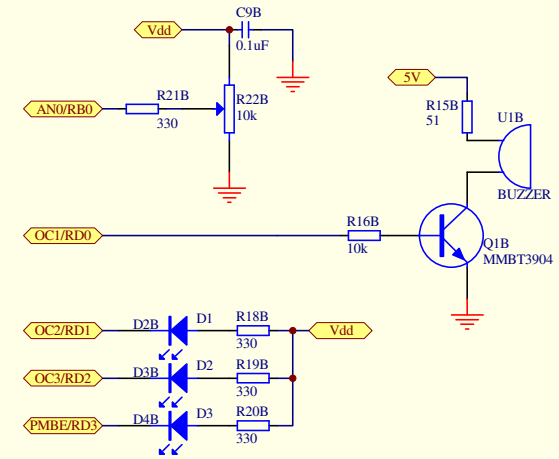 C9B
Vdd
0.1uF
5V
R21B
R22B
AN0/RB0
10k
330
R15B
51
U1B
BUZZER
R16B
OC1/RD0
10k
Q1B
MMBT3904
D2B
D1
R18B
OC2/RD1
Vdd
330
D3B
D2
R19B
OC3/RD2
330
D4B
D3
R20B
PMBE/RD3
330